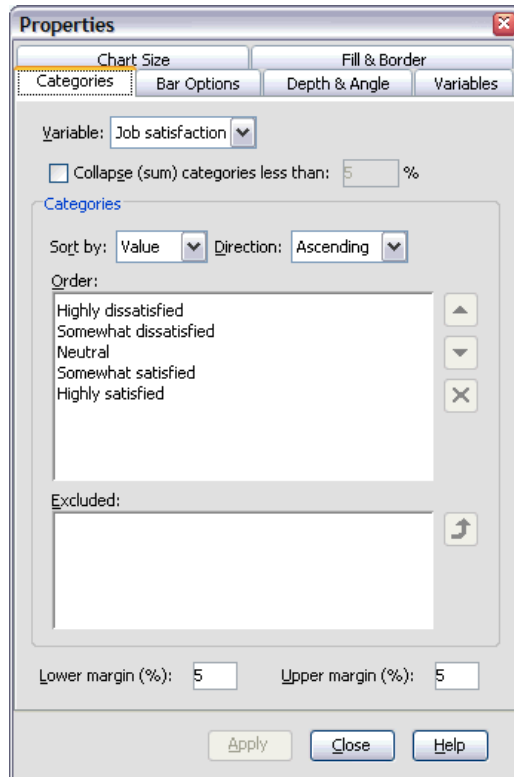 Properties
Chart Size Fill & Border
Categories Bar Options Depth & Angle Variables
Variable: Job satisfaction
Collapse (sum) categories less than: 5 %
Categories
Sort by: Value Direction: Ascending
Order:
Highly dissatisfied
Somewhat dissatisfied
Neutral
Somewhat satisfied
Highly satisfied
Excluded:
Lower margin (%): 5 Upper margin (%): 5
Apply Close Help